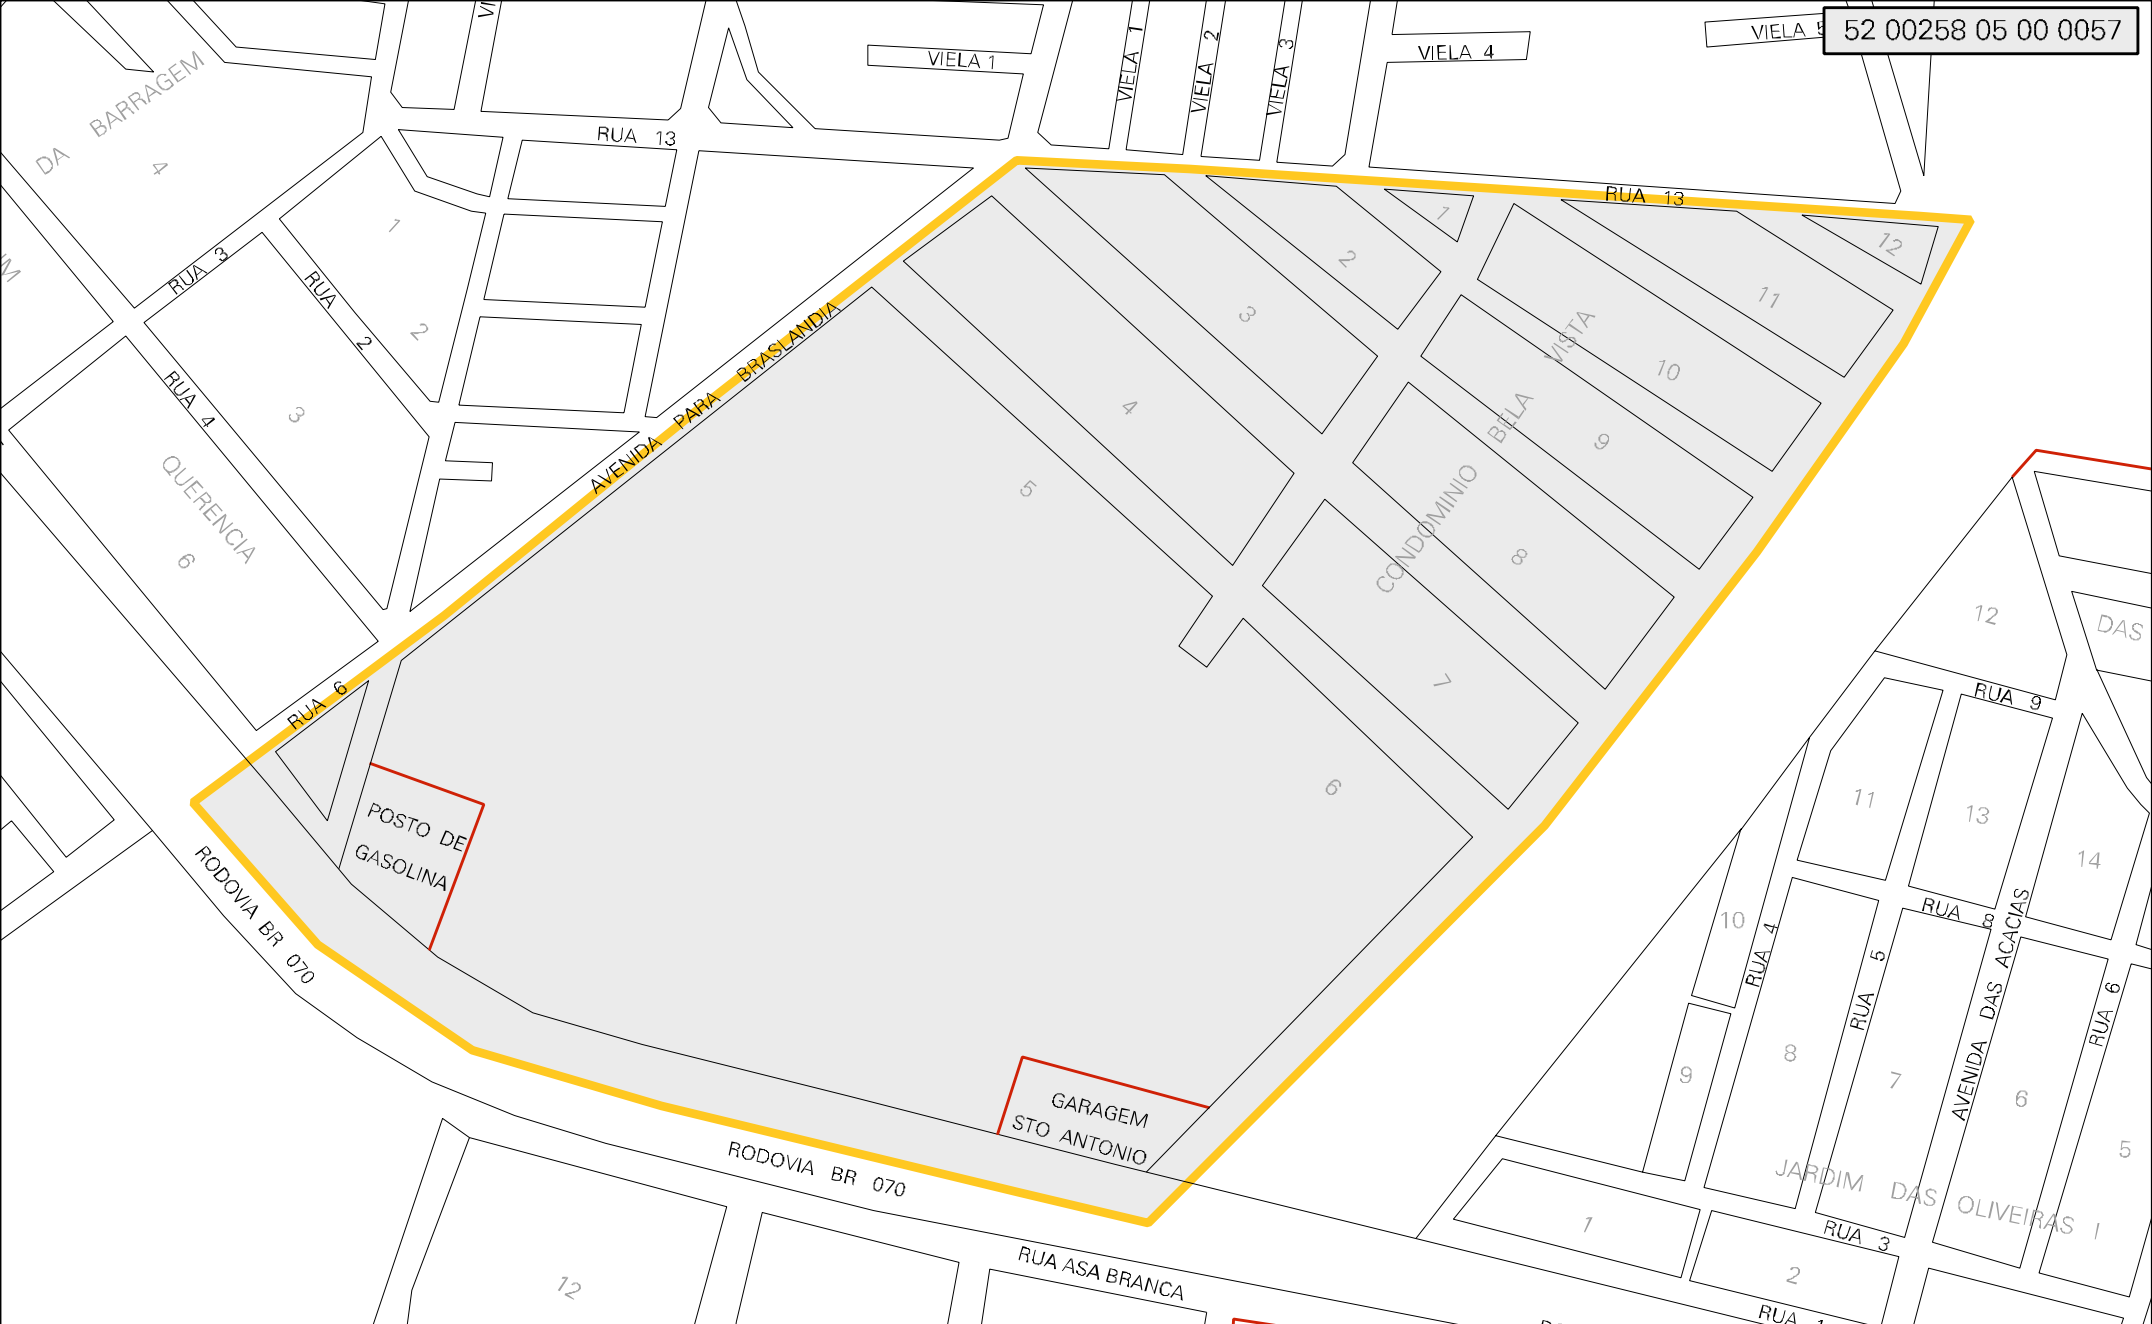 52 00258 05 00 0057
VIELA 1
VIELA 1
VIELA 2
VIELA 3
VIELA 4
VIELA
DA BARRAGEM
4
RUA 13
RUA 13
1
2
RUA 3
RUA 2
RUA 4
3
QUERENCIA
6
AVENIDA PARA BRASLANDIA
RUA 6
1
2
3
4
5
6
7
8
9
10
11
12
CONDOMINIO BELA VISTA
POSTO DE
GASOLINA
GARAGEM
STO ANTONIO
RODOVIA BR 070
RODOVIA BR 070
RUA ASA BRANCA
12
12
DAS
RUA 9
11
13
14
10
RUA 4
RUA 5
RUA 8
AVENIDA DAS ACACIAS
RUA 6
9
8
7
6
5
JARDIM DAS OLIVEIRAS I
1
RUA 3
2
RUA 1